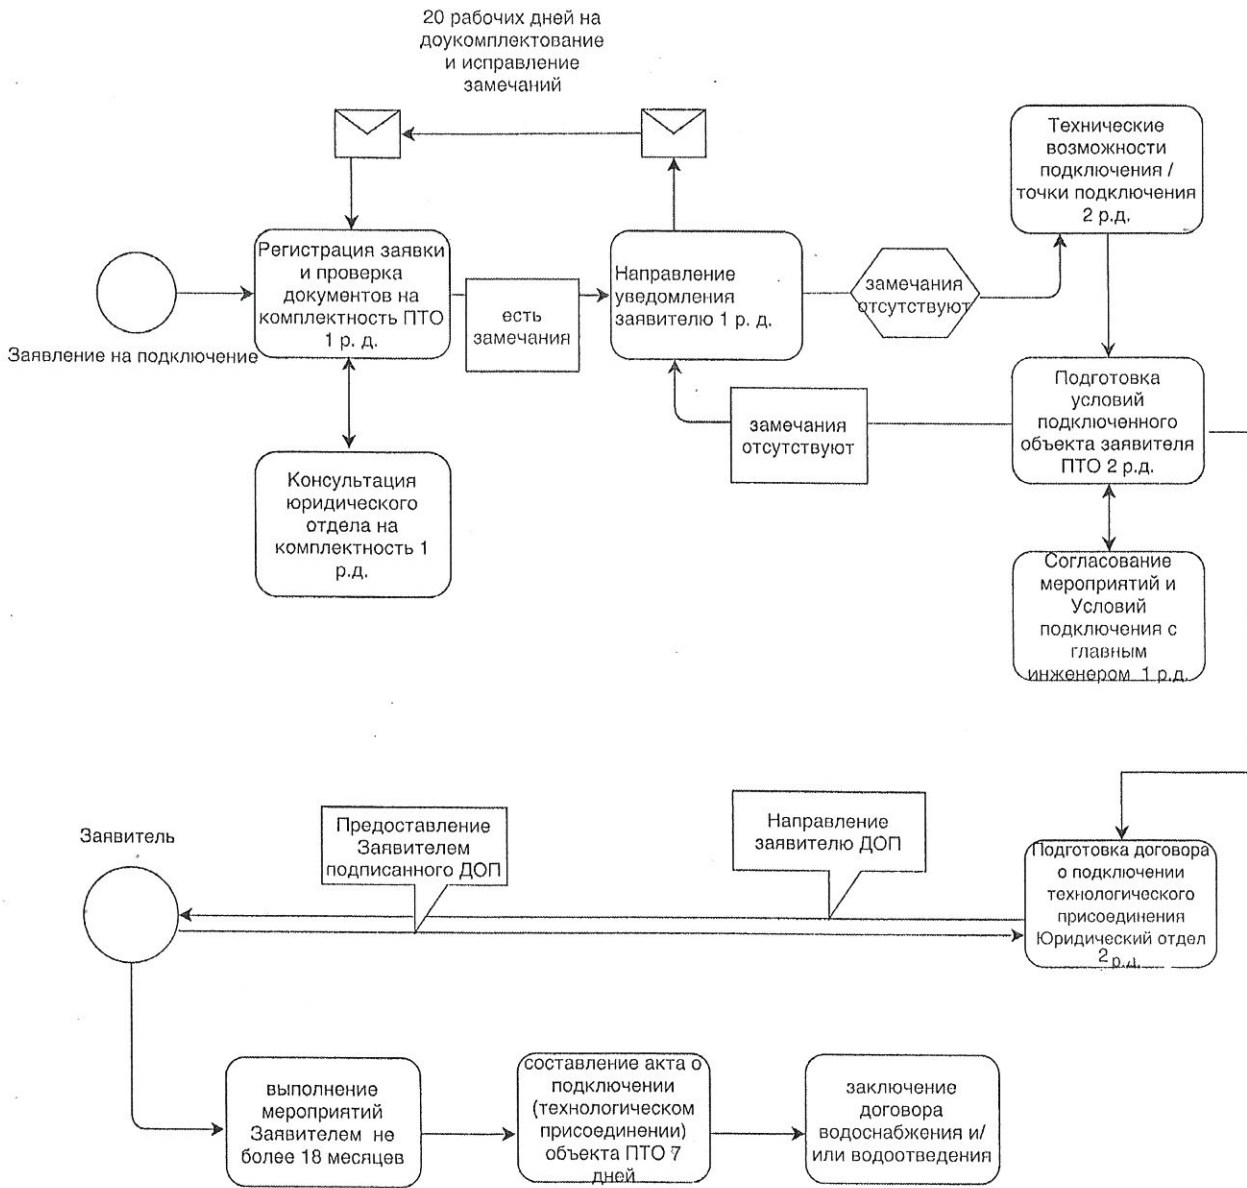 20 рабочих дней на
доукомплектование
и исправление
замечаний
Технические
возможности
подключения /
точки подключения
2 р.д.
Регистрация заявки
и проверка
документов на
комплектность ПТО
1 р. д.
есть
замечания
Направление
уведомления
заявителю 1 р. д.
замечания
отсутствуют
Заявление на подключение
замечания
отсутствуют
Подготовка
условий
подключенного
объекта заявителя
ПТО 2 р.д.
Консультация
юридического
отдела на
комплектность 1
р.д.
Согласование
мероприятий и
Условий
подключения с
главным
инженером 1 р.д.
Заявитель
Предоставление
Заявителем
подписанного ДОП
Направление
заявителю ДОП
Подготовка договора
о подключении
технологического
присоединения
Юридический отдел
2 р.д.
выполнение
мероприятий
Заявителем не
более 18 месяцев
составление акта о
подключении
(технологическом
присоединении)
объекта ПТО 7
дней
заключение
договора
водоснабжения и/
или водоотведения